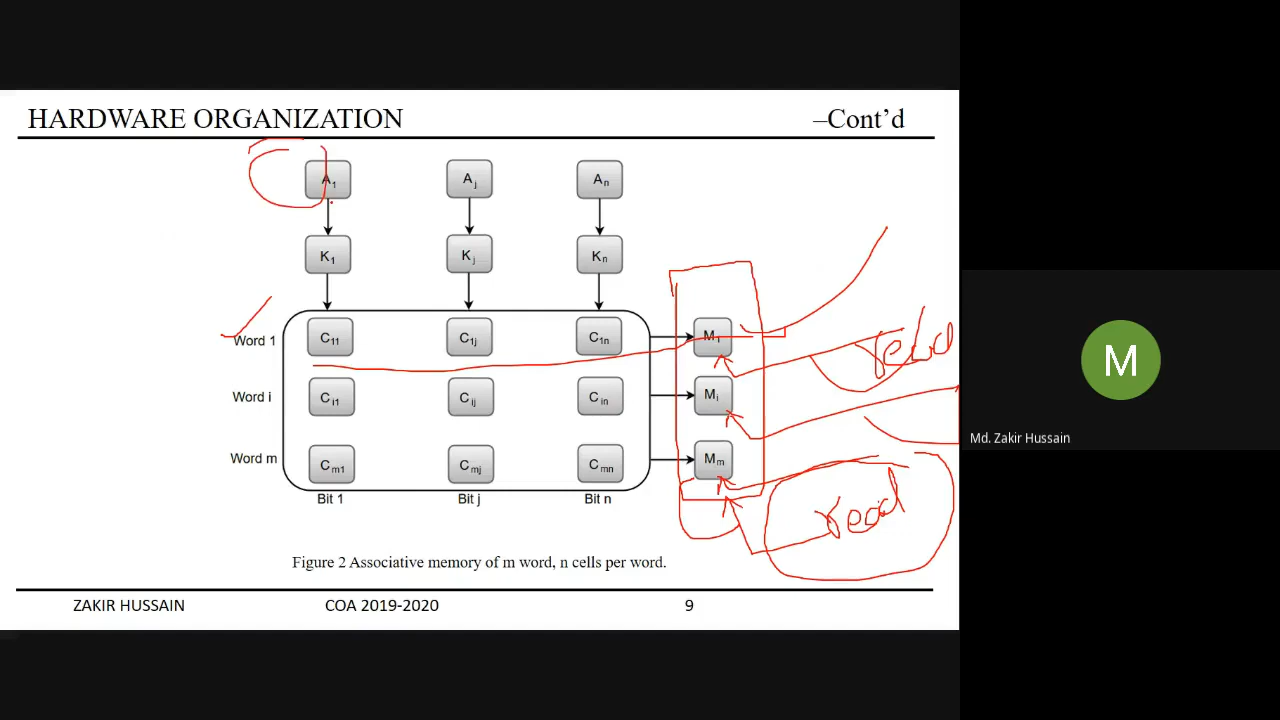 HARDWARE ORGANIZATION –Cont’d
A1 Aj An
K1 Kj Kn
Word 1 C11 C1j C1n M1
read
Word i Ci1 Cij Cin Mi
M
Md. Zakir Hussain
Word m Cm1 Cmj Cmn Mm
Bit 1 Bit j Bit n
read
Figure 2 Associative memory of m word, n cells per word.
ZAKIR HUSSAIN COA 2019-2020 9